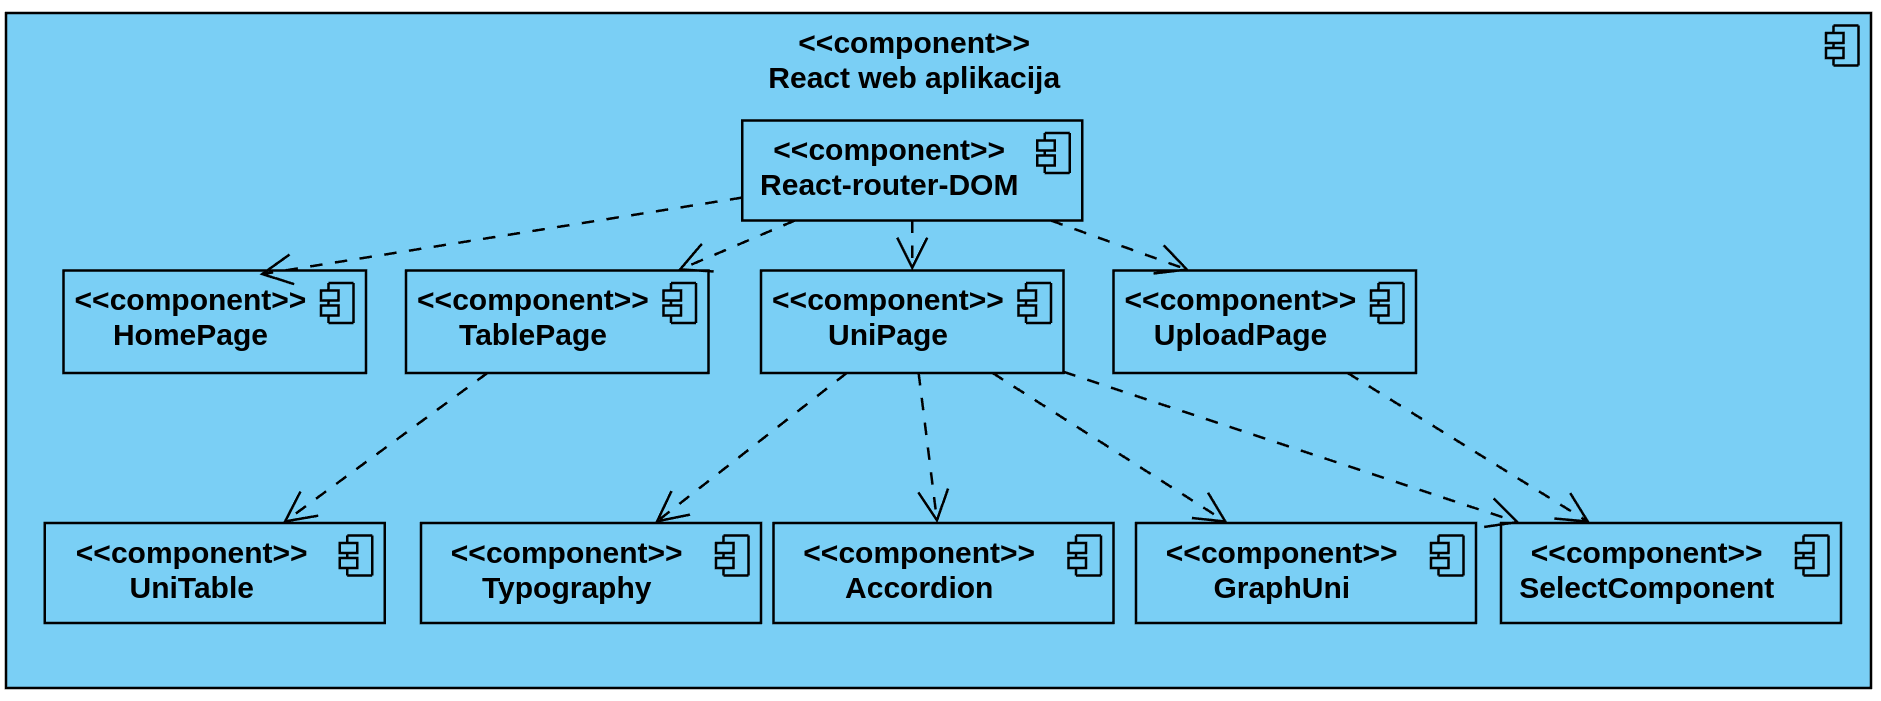 <<component>>
React web aplikacija
<<component>>
React-router-DOM
<<component>>
HomePage
<<component>>
TablePage
<<component>>
UniPage
<<component>>
UploadPage
<<component>>
UniTable
<<component>>
Typography
<<component>>
Accordion
<<component>>
GraphUni
<<component>>
SelectComponent